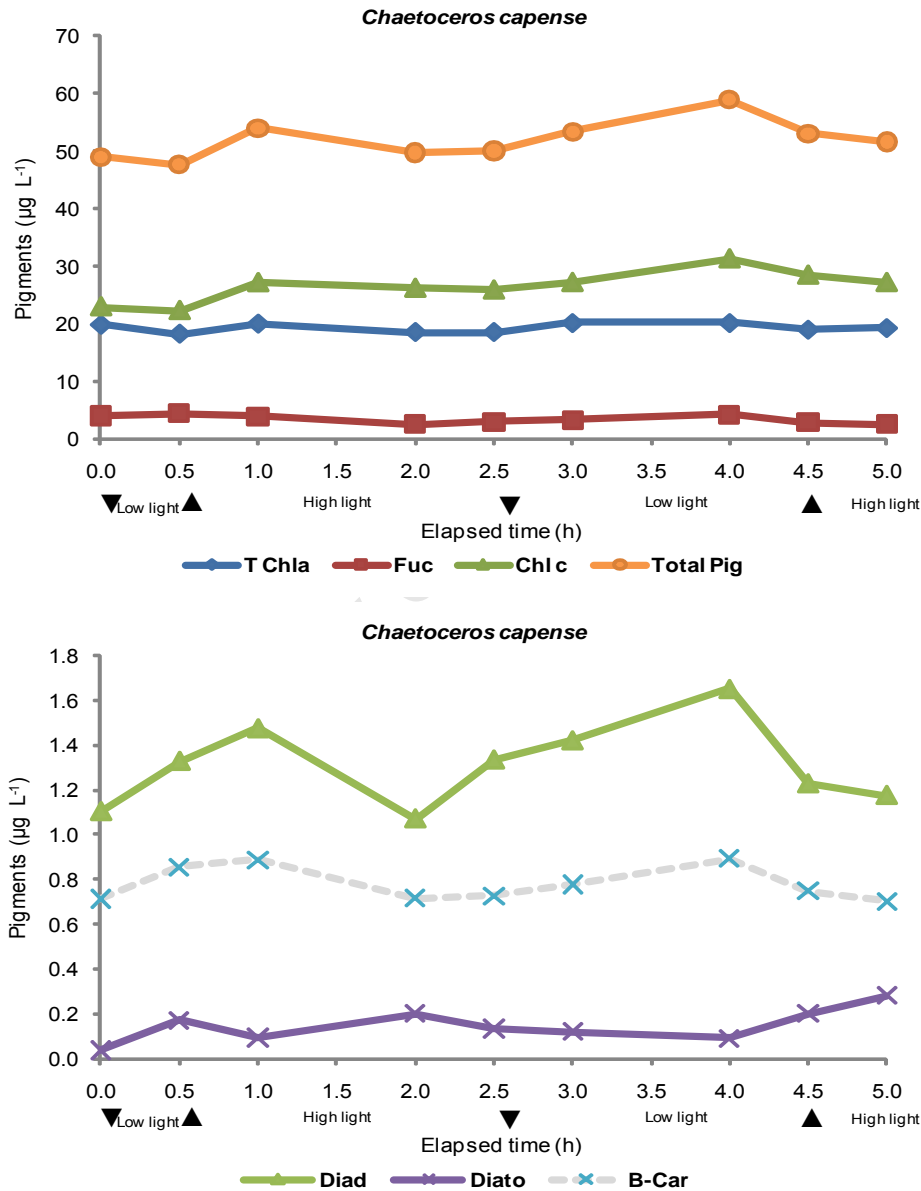 Chaetoceros capense
70
60
50
40
30
20
10
0
Pigments (µg L-1)
0.0 0.5 1.0 1.5 2.0 2.5 3.0 3.5 4.0 4.5 5.0
▼Low light▲ High light ▼ Low light ▲ High light
Elapsed time (h)
T Chla Fuc Chl c Total Pig
Chaetoceros capense
1.8
1.6
1.4
1.2
1.0
0.8
0.6
0.4
0.2
0.0
Pigments (µg L-1)
0.0 0.5 1.0 1.5 2.0 2.5 3.0 3.5 4.0 4.5 5.0
▼Low light▲ High light ▼ Low light ▲ High light
Elapsed time (h)
Diad Diato B-Car